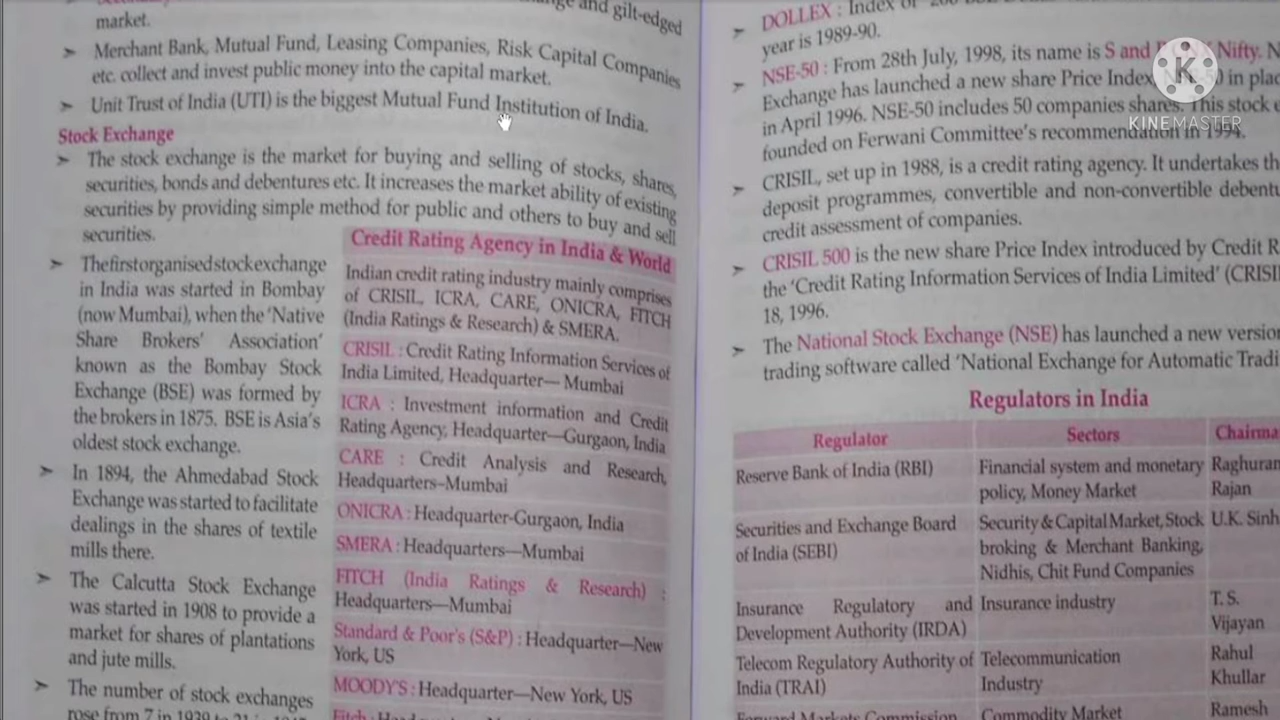 market.
➤ Merchant Bank, Mutual Fund, Leasing Companies, Risk Capital Companies
etc. collect and invest public money into the capital market.
➤ Unit Trust of India (UTI) is the biggest Mutual Fund Institution of India.
Stock Exchange
➤ The stock exchange is the market for buying and selling of stocks, shares,
securities, bonds and debentures etc. It increases the market ability of existing
securities by providing simple method for public and others to buy and sell
securities.
➤ The first organised stock exchange
in India was started in Bombay
(now Mumbai), when the 'Native
Share Brokers' Association'
known as the Bombay Stock
Exchange (BSE) was formed by
the brokers in 1875. BSE is Asia's
oldest stock exchange.
➤ In 1894, the Ahmedabad Stock
Exchange was started to facilitate
dealings in the shares of textile
mills there.
➤ The Calcutta Stock Exchange
was started in 1908 to provide a
market for shares of plantations
and jute mills.
➤ The number of stock exchanges
Credit Rating Agency in India & World
Indian credit rating industry mainly comprises
of CRISIL, ICRA, CARE, ONICRA, FITCH
(India Ratings & Research) & SMERA.
CRISIL : Credit Rating Information Services of
India Limited, Headquarter— Mumbai
ICRA : Investment information and Credit
Rating Agency, Headquarter—Gurgaon, India
CARE : Credit Analysis and Research,
Headquarters–Mumbai
ONICRA : Headquarter-Gurgaon, India
SMERA : Headquarters—Mumbai
FITCH (India Ratings & Research) :
Headquarters—Mumbai
Standard & Poor's (S&P) : Headquarter—New
York, US
MOODY'S : Headquarter—New York, US
➤ DOLLEX : Index of
year is 1989-90.
➤ NSE-50 : From 28th July, 1998, its name is S and Nifty.
Exchange has launched a new share Price Index, in
in April 1996. NSE-50 includes 50 companies shares. This stock
founded on Ferwani Committee's recommendation in 1994.
➤ CRISIL, set up in 1988, is a credit rating agency. It undertakes
deposit programmes, convertible and non-convertible
credit assessment of companies.
➤ CRISIL 500 is the new share Price Index introduced by Credit
the 'Credit Rating Information Services of India Limited'
18, 1996.
➤ The National Stock Exchange (NSE) has launched a new
trading software called 'National Exchange for Automatic
Regulators in India
Regulator Sectors
Reserve Bank of India (RBI) Financial system and monetary
policy, Money Market Rajan
Securities and Exchange Board Security & Capital Market, Stock U.K.
of India (SEBI) broking & Merchant Banking,
Nidhis, Chit Fund Companies
Insurance Regulatory and Insurance industry T. S.
Development Authority (IRDA) Vijayan
Telecom Regulatory Authority of Telecommunication Rahul
India (TRAI) Industry Khullar
Commodity Market Ramesh
KINEMASTER